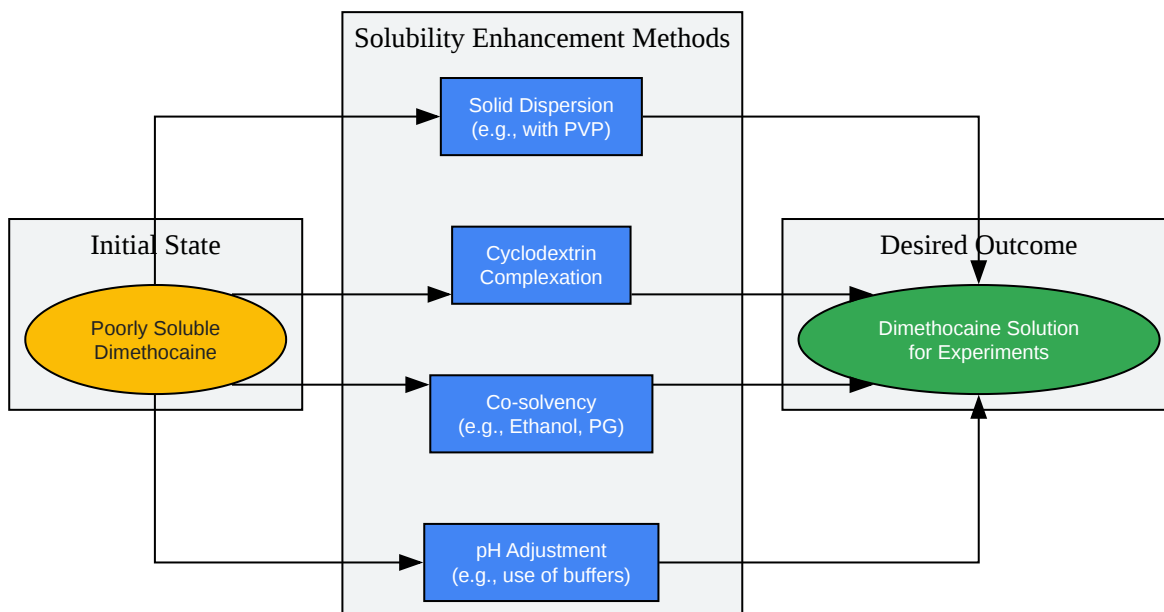 Solubility Enhancement Methods
Solid Dispersion
(e.g., with PVP)
Initial State
Desired Outcome
Cyclodextrin
Complexation
Poorly Soluble
Dimethocaine
Dimethocaine Solution
for Experiments
Co-solvency
(e.g., Ethanol, PG)
pH Adjustment
(e.g., use of buffers)